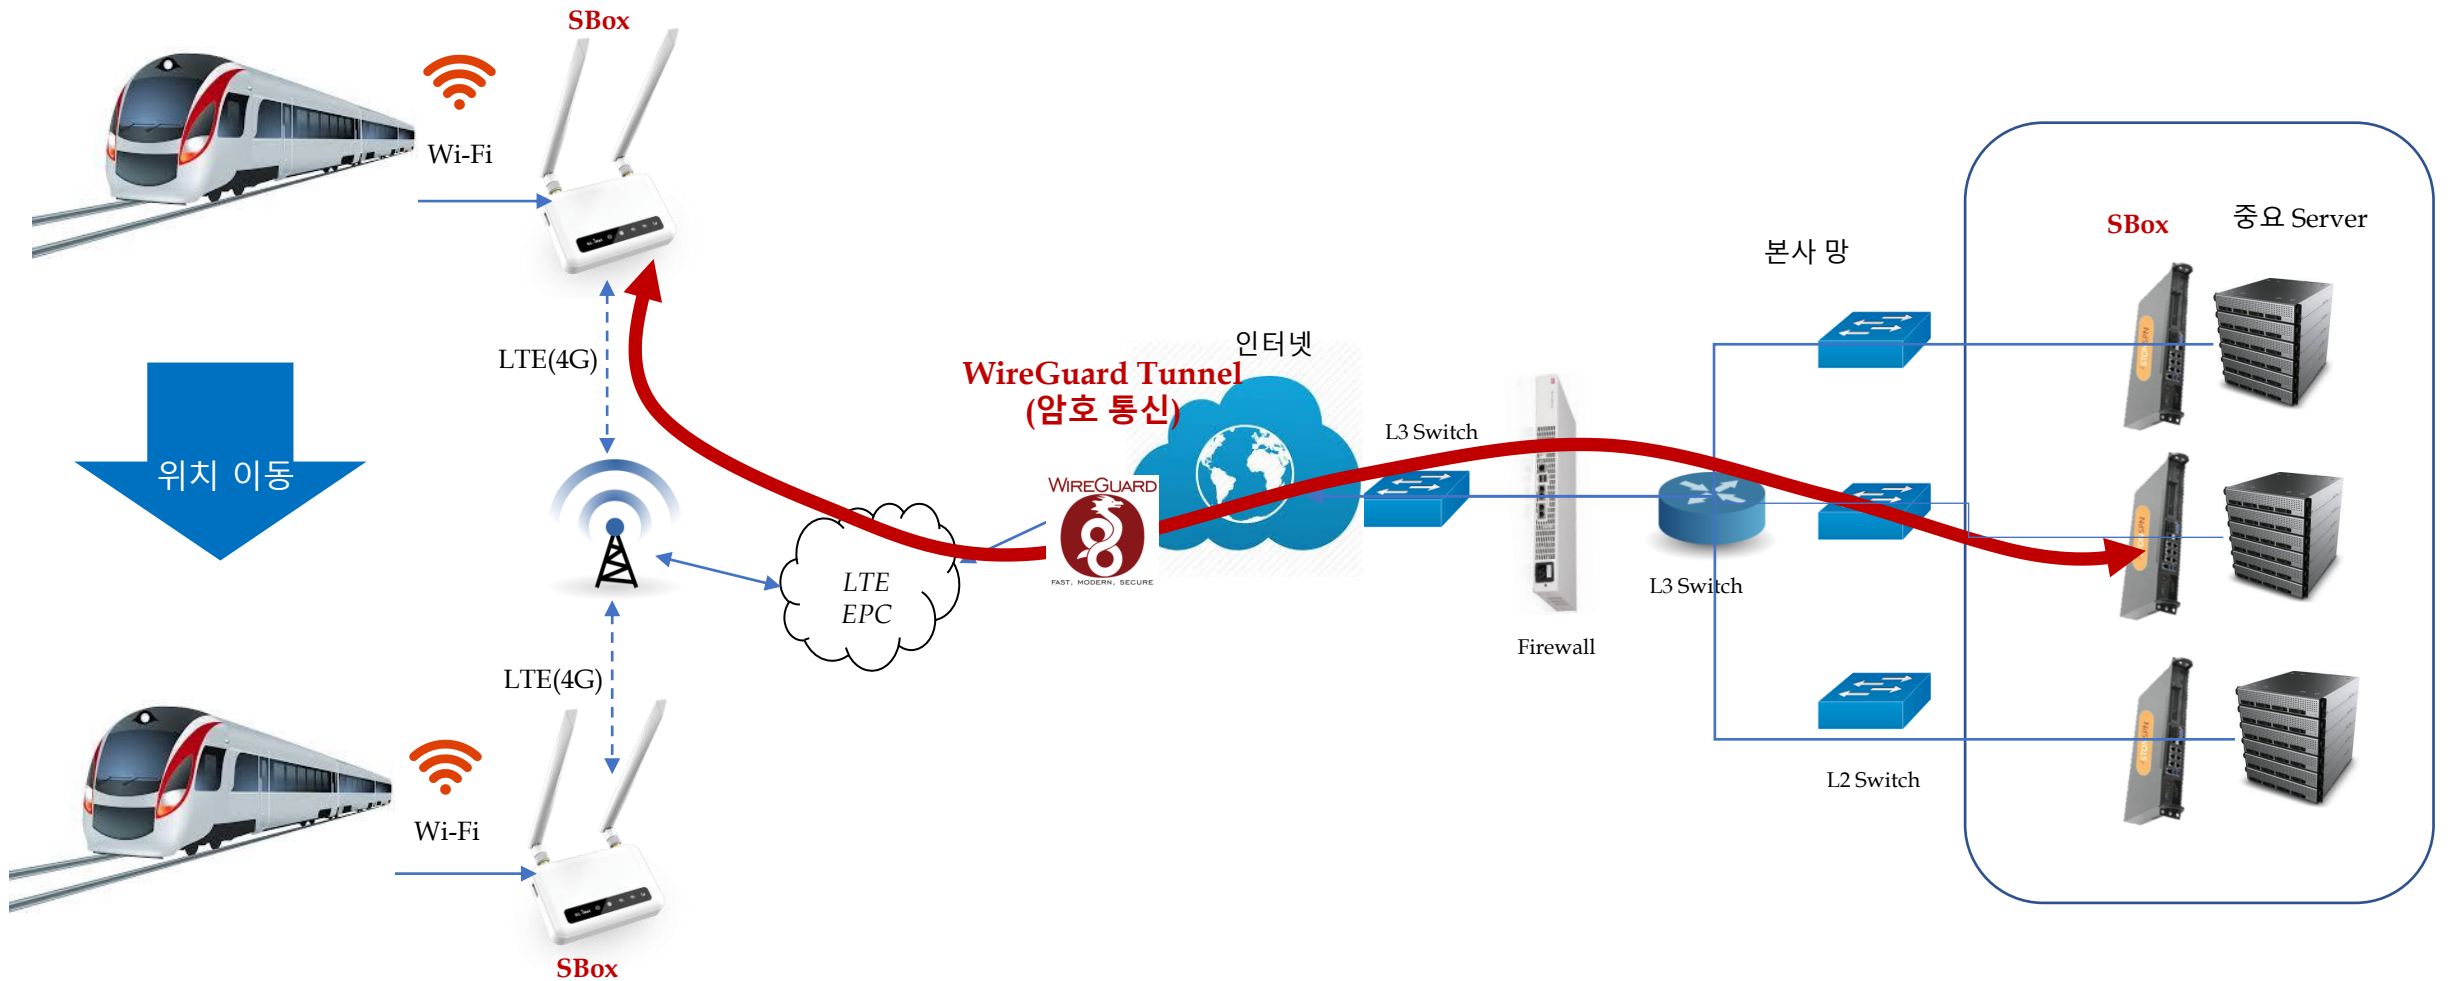 SBox
Wi-Fi
LTE(4G)
위치 이동
LTE(4G)
Wi-Fi
SBox
LTE
EPC
WireGuard Tunnel
(암호 통신)
WIREGUARD
FAST, MODERN, SECURE
인터넷
L3 Switch
Firewall
L3 Switch
본사 망
L2 Switch
SBox
중요 Server